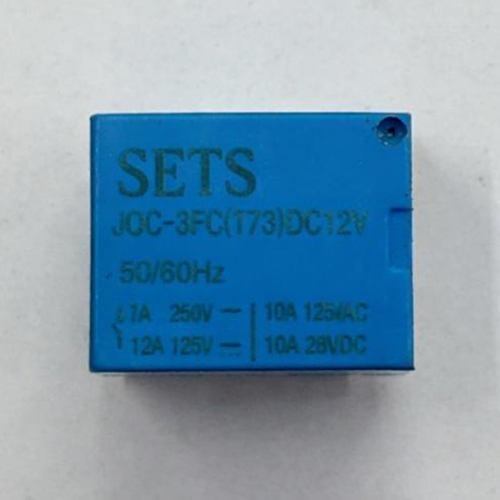 SETS
JQC-3FC(T73)DC12V
50/60Hz
7A 250V ~ 10A 125VAC
12A 125V ⎓ 10A 28VDC